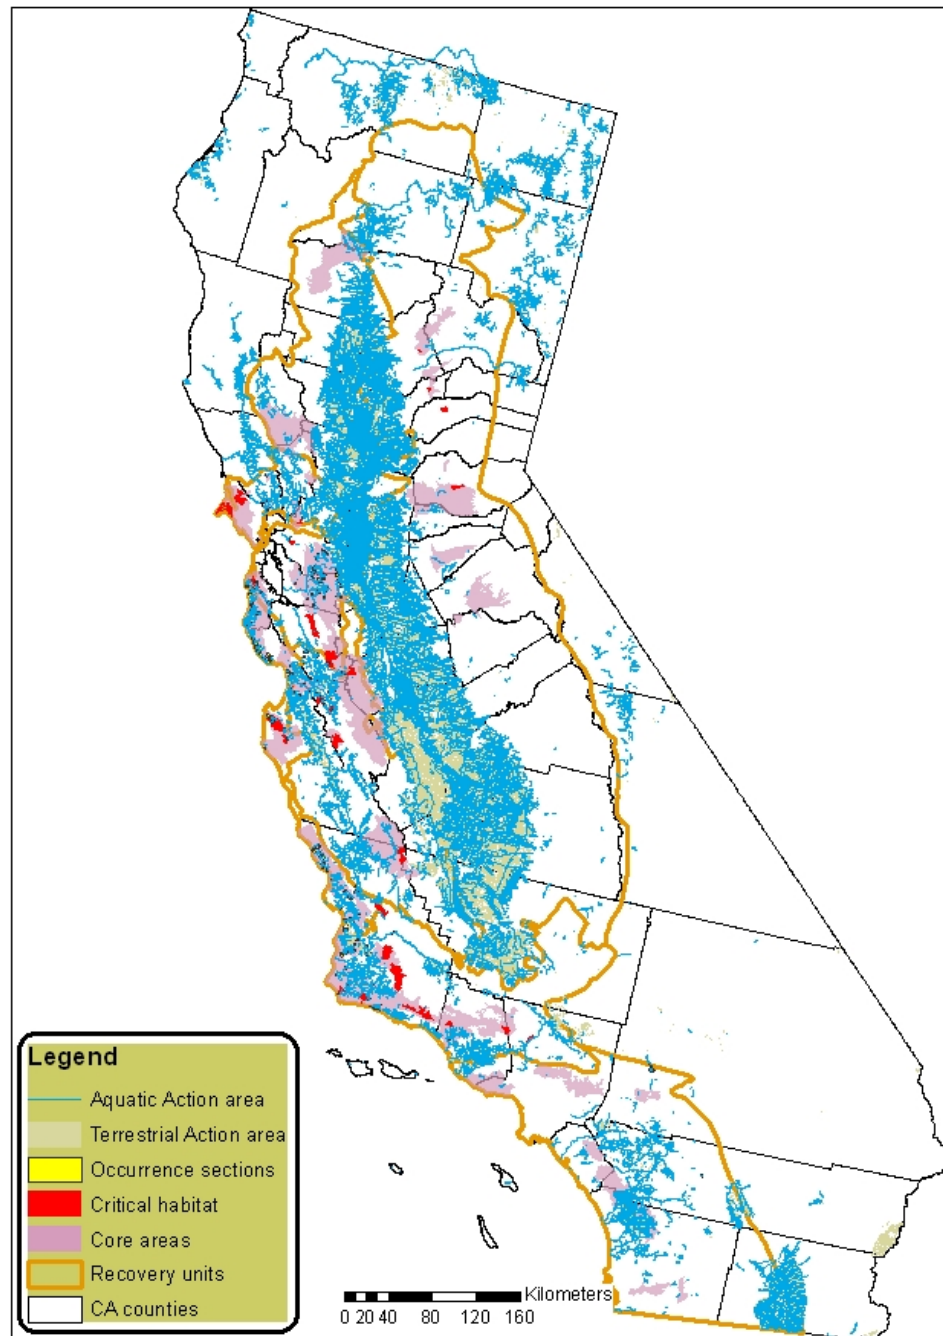 Legend
Aquatic Action area
Terrestrial Action area
Occurrence sections
Critical habitat
Core areas
Recovery units
CA counties
Kilometers
0 20 40 80 120 160